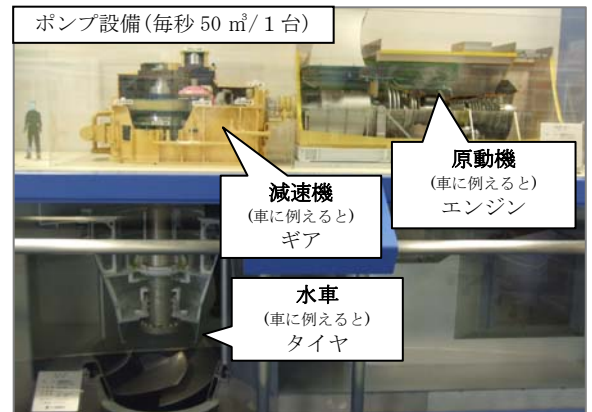 ポンプ設備(毎秒 50 ㎥/１台)
原動機
(車に例えると)
エンジン
減速機
(車に例えると)
ギア
水車
(車に例えると)
タイヤ